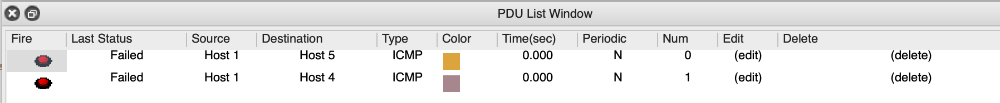 PDU List Window
Fire Last Status Source Destination Type Color Time(sec) Periodic Num Edit Delete
Failed Host 1 Host 5 ICMP 0.000 N 0 (edit) (delete)
Failed Host 1 Host 4 ICMP 0.000 N 1 (edit) (delete)